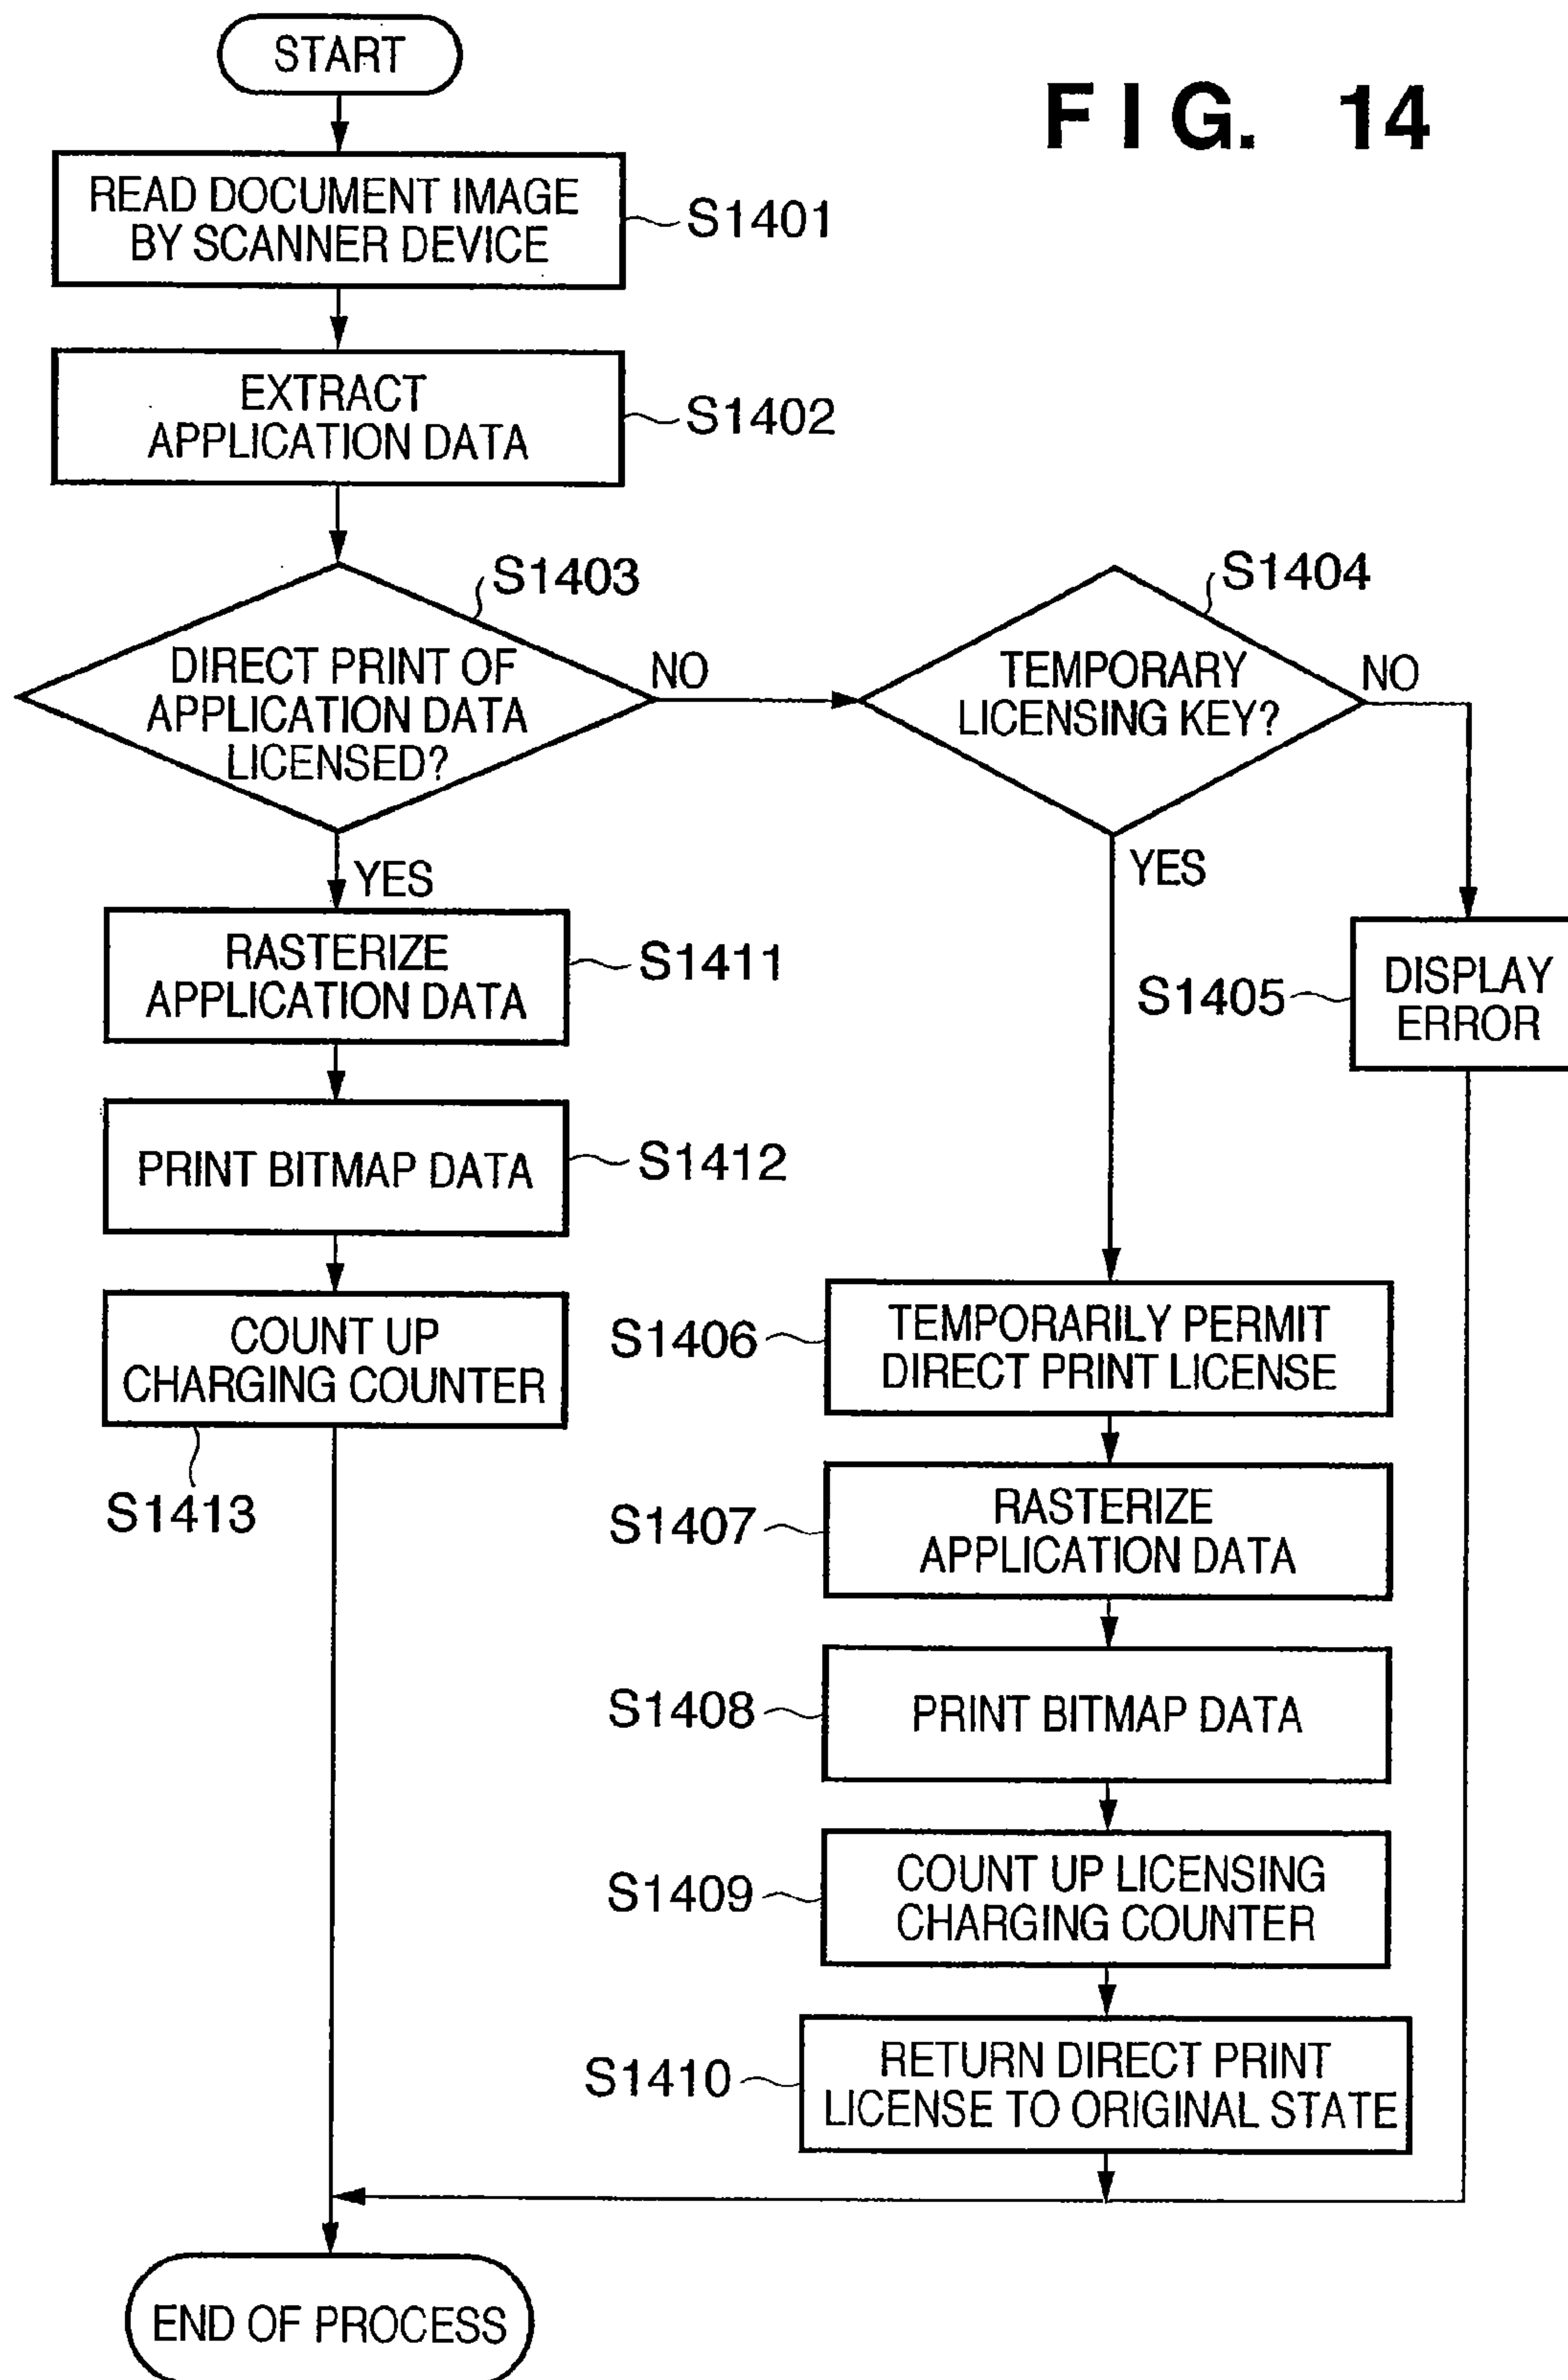 START
FIG. 14
READ DOCUMENT IMAGE
BY SCANNER DEVICE
S1401
EXTRACT
APPLICATION DATA
S1402
S1403
DIRECT PRINT OF
APPLICATION DATA
LICENSED?
NO
S1404
TEMPORARY
LICENSING KEY?
NO
YES
YES
RASTERIZE
APPLICATION DATA
S1411
S1405
DISPLAY
ERROR
PRINT BITMAP DATA
S1412
COUNT UP
CHARGING COUNTER
S1413
S1406
TEMPORARILY PERMIT
DIRECT PRINT LICENSE
S1407
RASTERIZE
APPLICATION DATA
S1408
PRINT BITMAP DATA
S1409
COUNT UP LICENSING
CHARGING COUNTER
S1410
RETURN DIRECT PRINT
LICENSE TO ORIGINAL STATE
END OF PROCESS